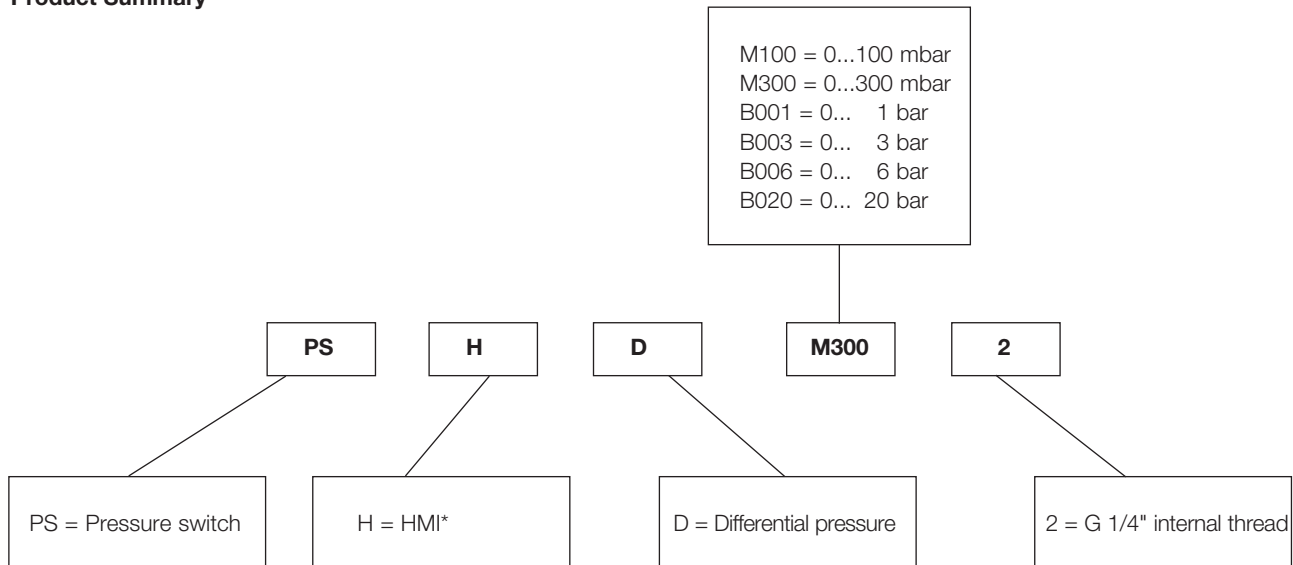 Product Summary
M100 = 0...100 mbar
M300 = 0...300 mbar
B001 = 0... 1 bar
B003 = 0... 3 bar
B006 = 0... 6 bar
B020 = 0... 20 bar
PS H D M300 2
PS = Pressure switch
H = HMI*
D = Differential pressure
2 = G 1/4" internal thread